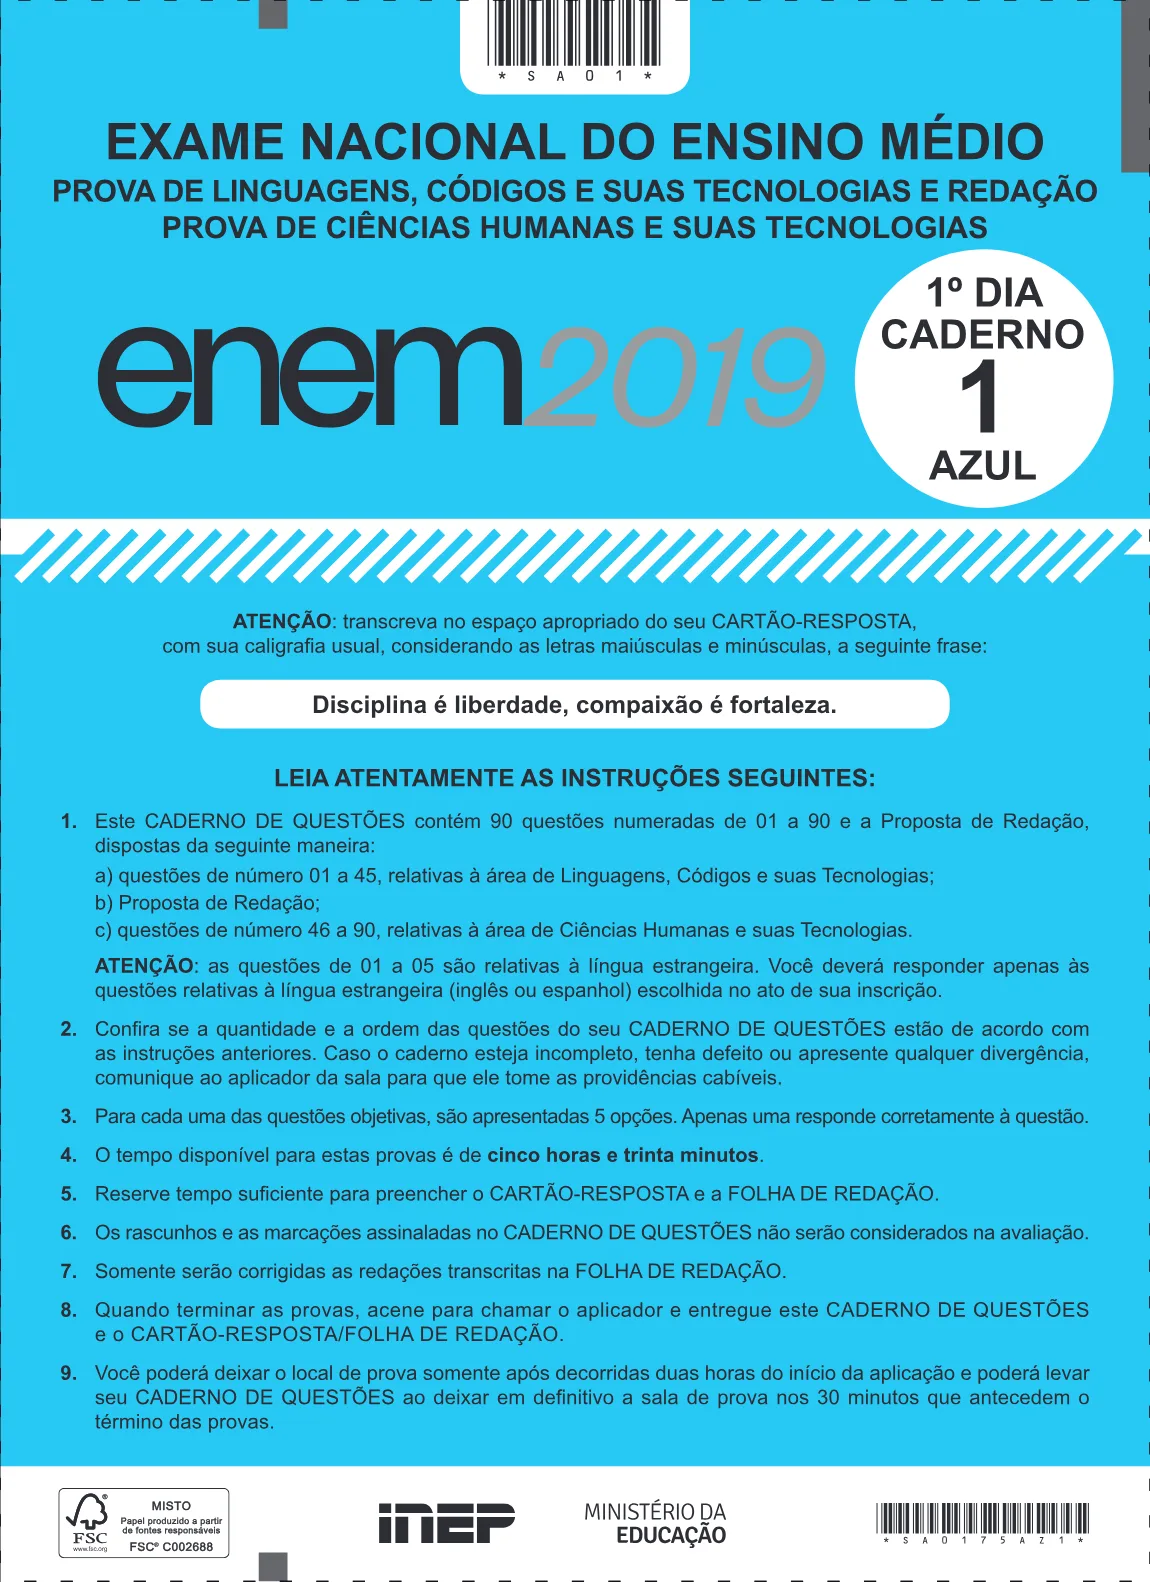 *SA01*
EXAME NACIONAL DO ENSINO MÉDIO
PROVA DE LINGUAGENS, CÓDIGOS E SUAS TECNOLOGIAS E REDAÇÃO
PROVA DE CIÊNCIAS HUMANAS E SUAS TECNOLOGIAS
enem2019
1º DIA
CADERNO
1
AZUL
ATENÇÃO: transcreva no espaço apropriado do seu CARTÃO-RESPOSTA,
com sua caligrafia usual, considerando as letras maiúsculas e minúsculas, a seguinte frase:
Disciplina é liberdade, compaixão é fortaleza.
LEIA ATENTAMENTE AS INSTRUÇÕES SEGUINTES:
1. Este CADERNO DE QUESTÕES contém 90 questões numeradas de 01 a 90 e a Proposta de Redação,
dispostas da seguinte maneira:
a) questões de número 01 a 45, relativas à área de Linguagens, Códigos e suas Tecnologias;
b) Proposta de Redação;
c) questões de número 46 a 90, relativas à área de Ciências Humanas e suas Tecnologias.
ATENÇÃO: as questões de 01 a 05 são relativas à língua estrangeira. Você deverá responder apenas às
questões relativas à língua estrangeira (inglês ou espanhol) escolhida no ato de sua inscrição.
2. Confira se a quantidade e a ordem das questões do seu CADERNO DE QUESTÕES estão de acordo com
as instruções anteriores. Caso o caderno esteja incompleto, tenha defeito ou apresente qualquer divergência,
comunique ao aplicador da sala para que ele tome as providências cabíveis.
3. Para cada uma das questões objetivas, são apresentadas 5 opções. Apenas uma responde corretamente à questão.
4. O tempo disponível para estas provas é de cinco horas e trinta minutos.
5. Reserve tempo suficiente para preencher o CARTÃO-RESPOSTA e a FOLHA DE REDAÇÃO.
6. Os rascunhos e as marcações assinaladas no CADERNO DE QUESTÕES não serão considerados na avaliação.
7. Somente serão corrigidas as redações transcritas na FOLHA DE REDAÇÃO.
8. Quando terminar as provas, acene para chamar o aplicador e entregue este CADERNO DE QUESTÕES
e o CARTÃO-RESPOSTA/FOLHA DE REDAÇÃO.
9. Você poderá deixar o local de prova somente após decorridas duas horas do início da aplicação e poderá levar
seu CADERNO DE QUESTÕES ao deixar em definitivo a sala de prova nos 30 minutos que antecedem o
término das provas.
FSC
www.fsc.org
MISTO
Papel produzido a partir
de fontes responsáveis
FSC® C002688
INEP
MINISTÉRIO DA
EDUCAÇÃO
*SA0175AZ1*